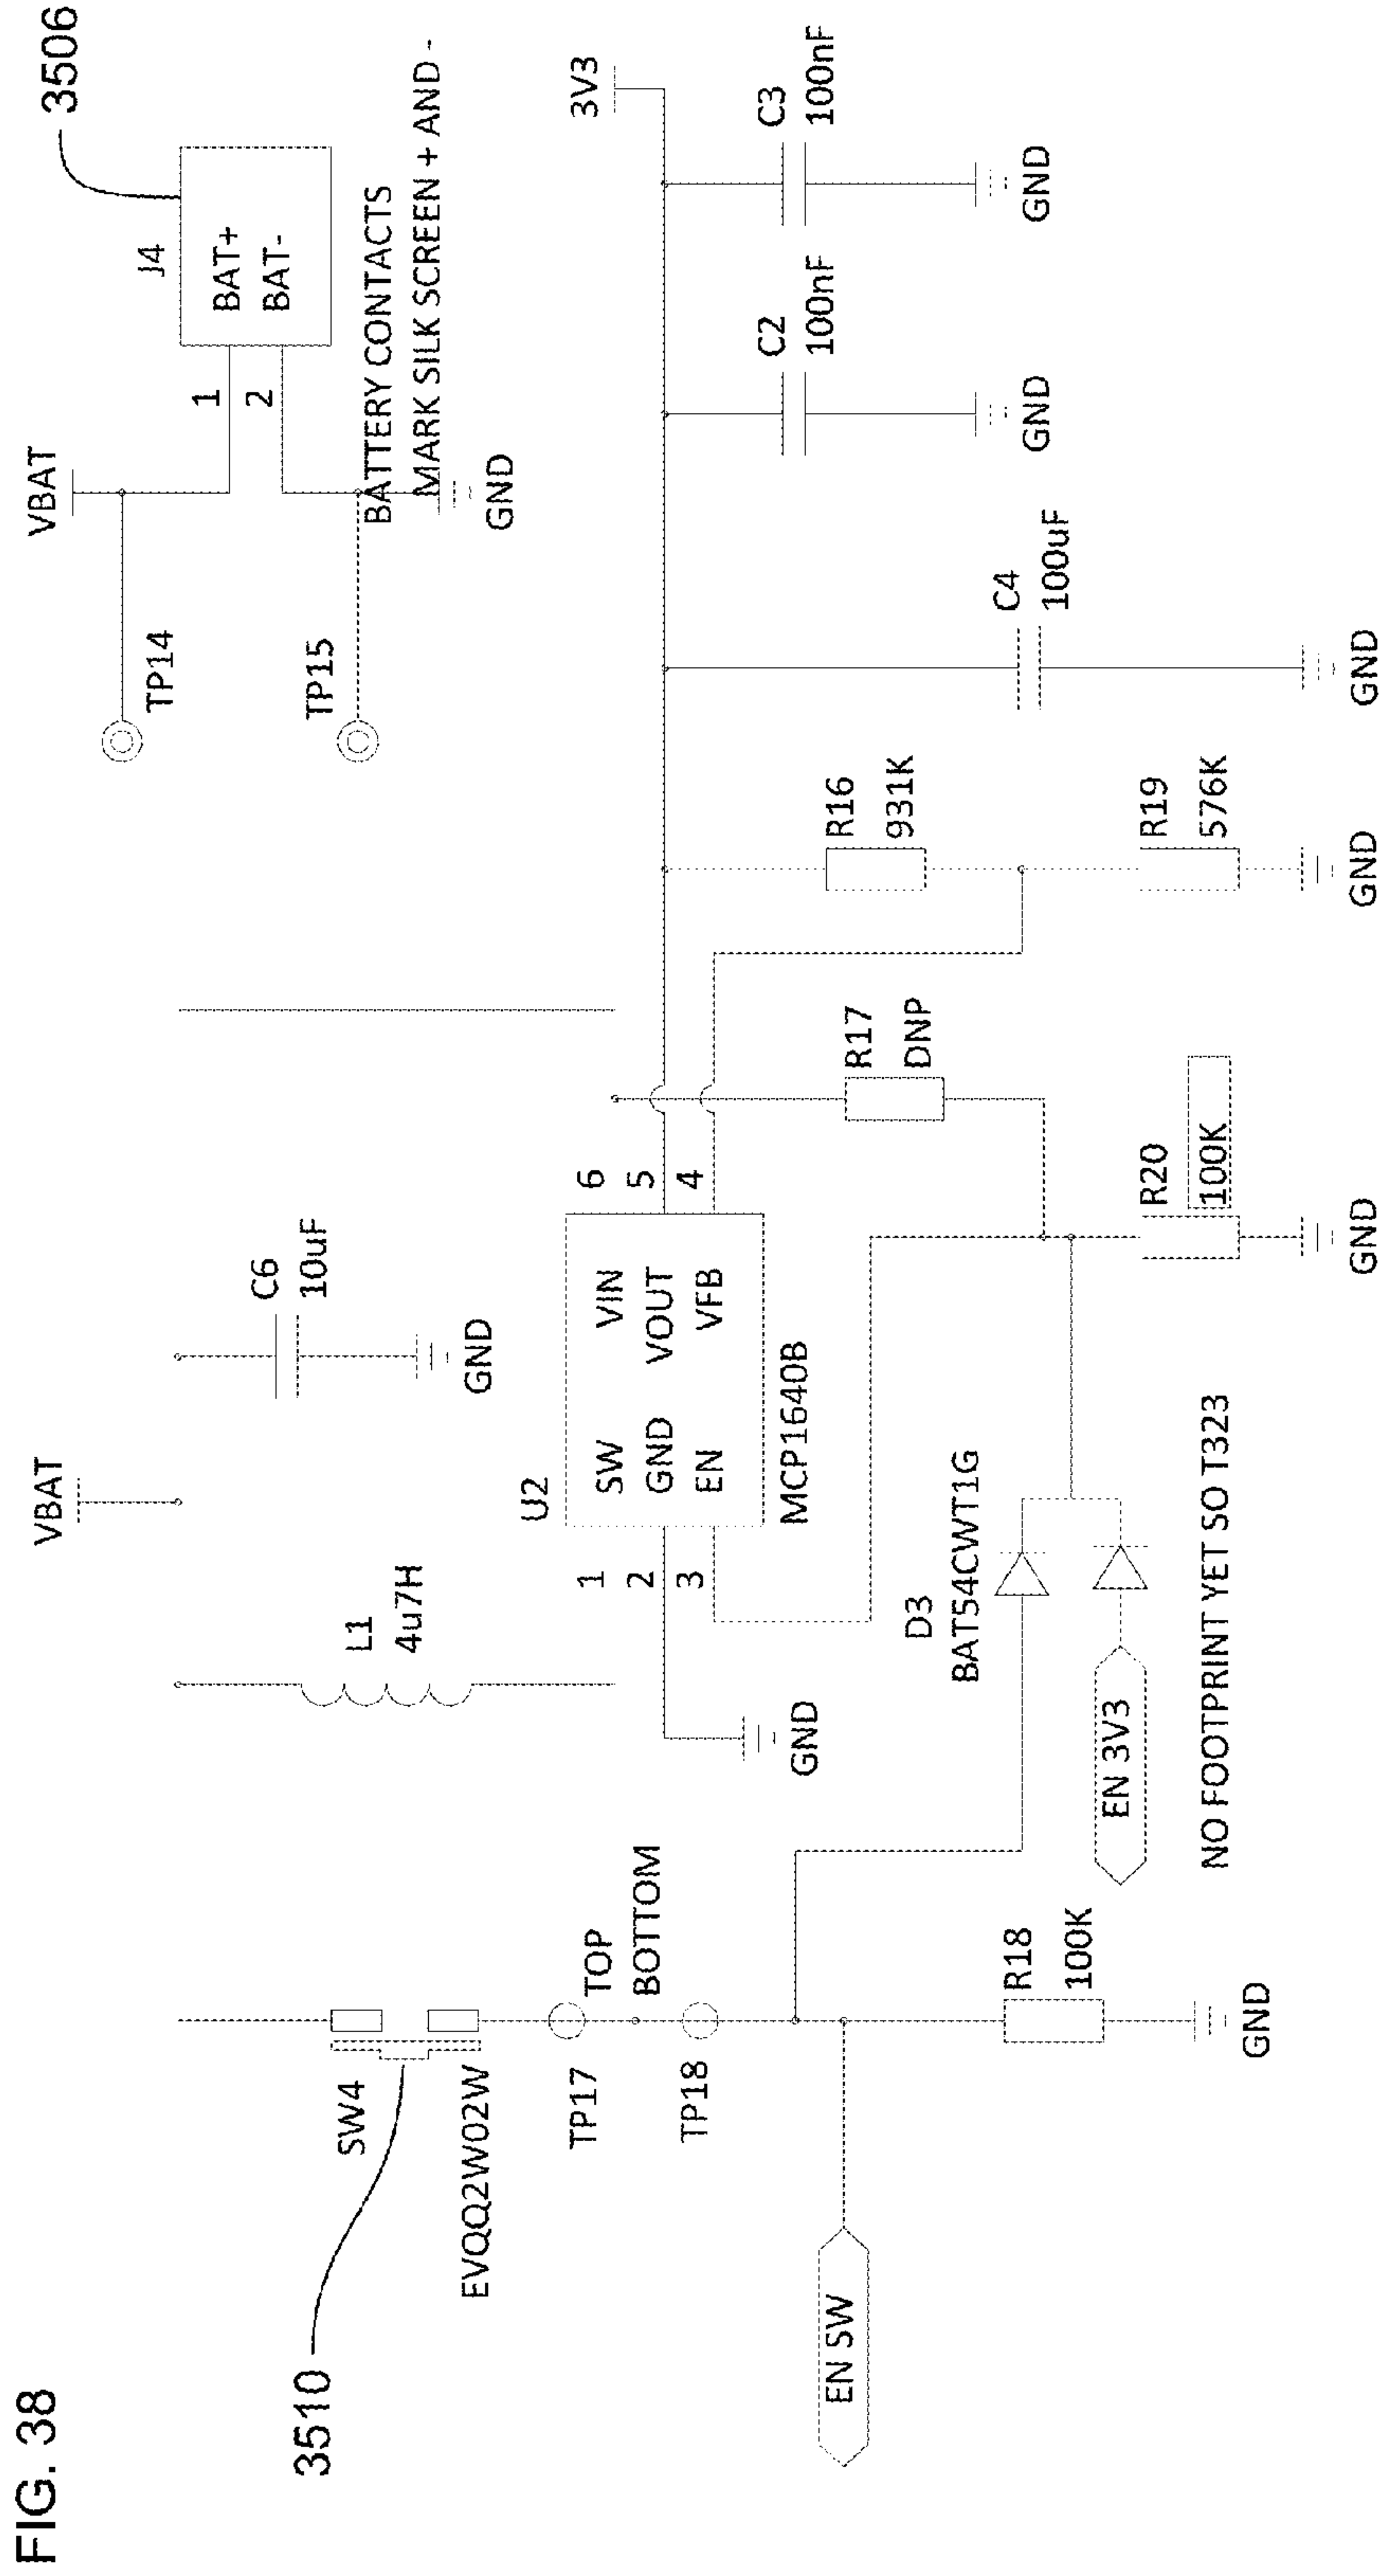 FIG. 38
3510
SW4
EVQQ2W02W
TP17
TOP
BOTTOM
TP18
EN SW
R18
100K
GND
L1
4u7H
VBAT
C6
10uF
GND
U2
1
2
3
SW
GND
EN
VIN
VOUT
VFB
6
5
4
MCP1640B
GND
D3
BAT54CWT1G
EN 3V3
NO FOOTPRINT YET SO T323
R17
DNP
R20
100K
GND
R16
931K
R19
576K
GND
C4
100uF
GND
C2
100nF
GND
C3
100nF
GND
3V3
VBAT
TP14
TP15
1
2
J4
BAT+
BAT-
3506
BATTERY CONTACTS
MARK SILK SCREEN + AND -
GND